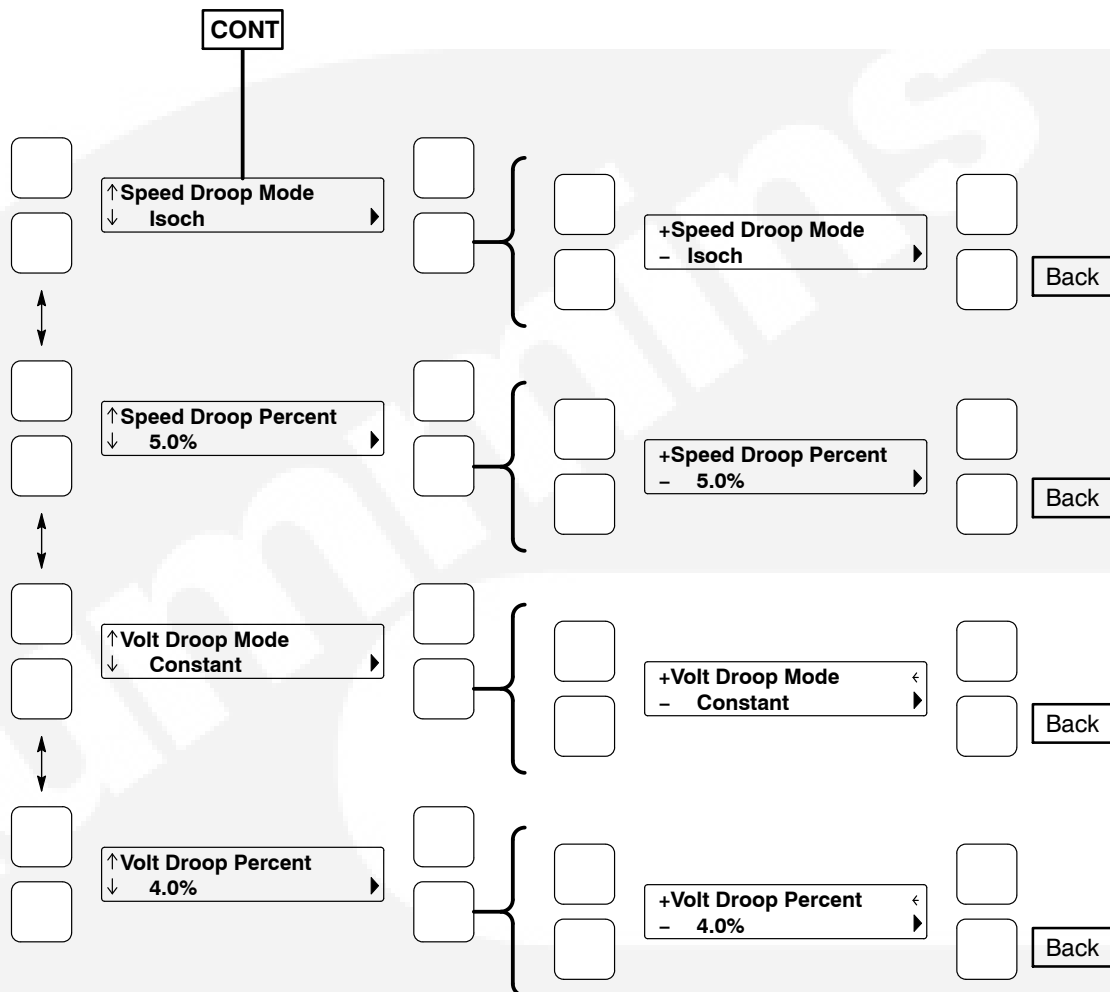 CONT
↑Speed Droop Mode
↓ Isoch ▶
+Speed Droop Mode
– Isoch ▶
Back
↑Speed Droop Percent
↓ 5.0% ▶
+Speed Droop Percent
– 5.0% ▶
Back
↑Volt Droop Mode
↓ Constant ▶
+Volt Droop Mode ←
– Constant ▶
Back
↑Volt Droop Percent
↓ 4.0% ▶
+Volt Droop Percent ←
– 4.0% ▶
Back
ummins